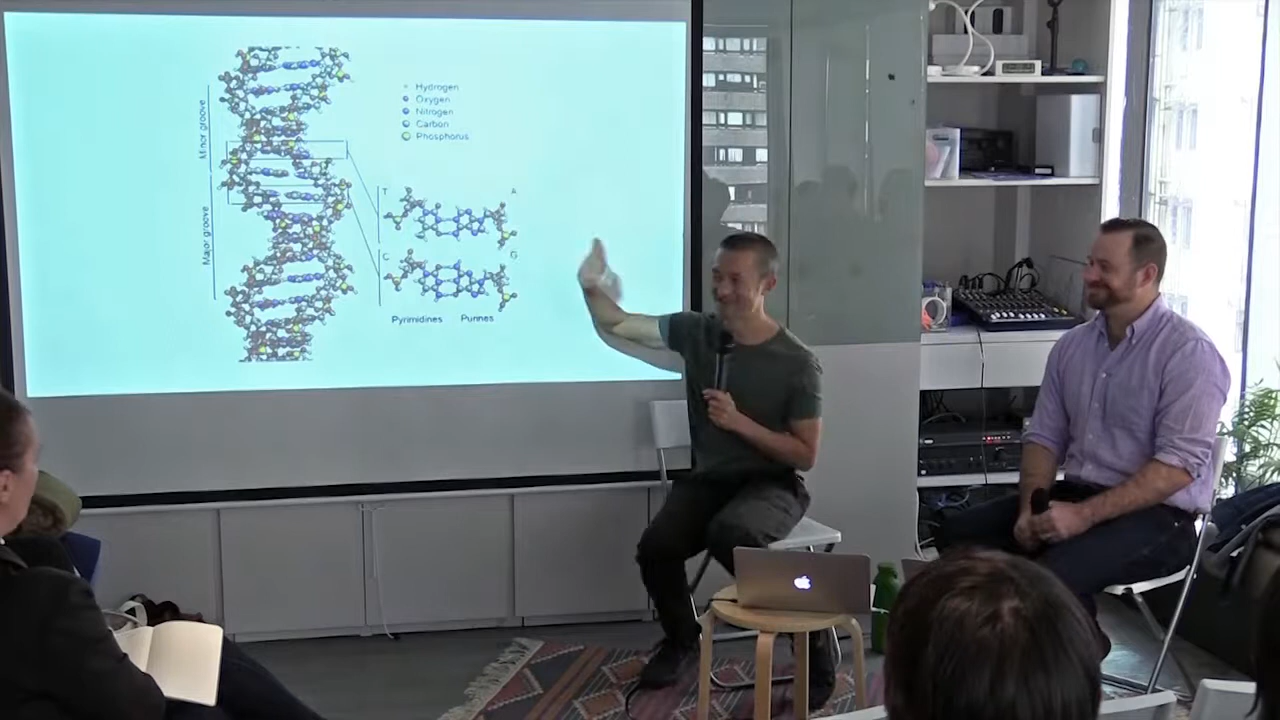 Minor groove
Major groove
Hydrogen
Oxygen
Nitrogen
Carbon
Phosphorus
T
A
C
G
Pyrimidines
Purines